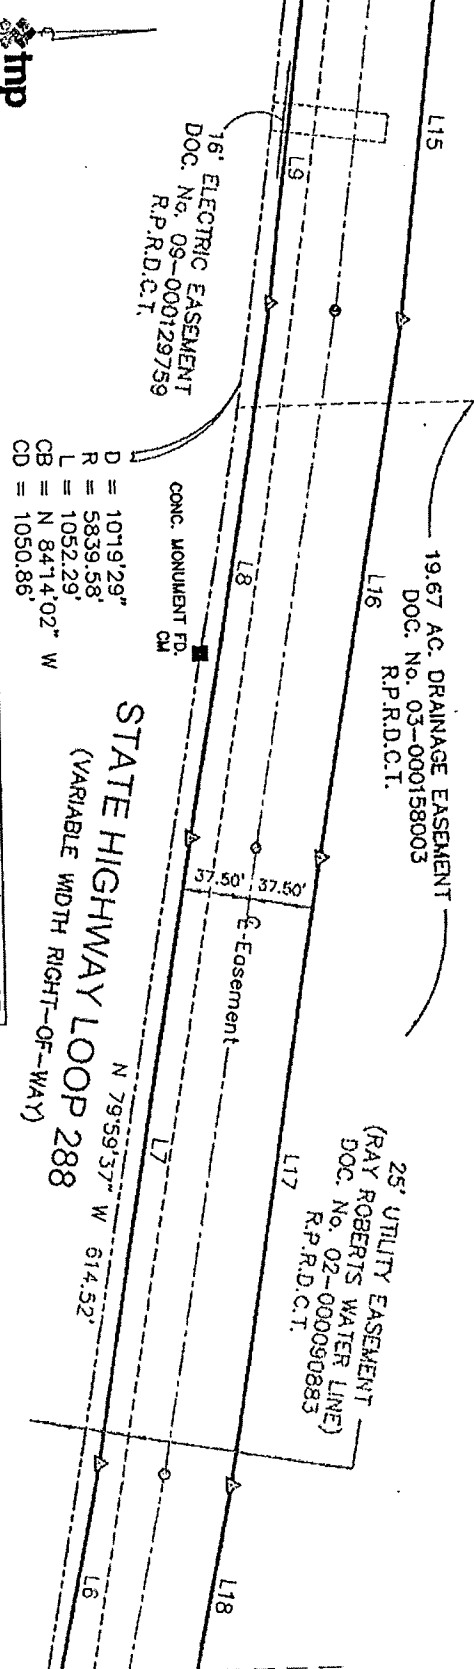 tnp
L15
L9
16' ELECTRIC EASEMENT
DOC. No. 09-000129759
R.P.R.D.C.T.
D = 10°19'29"
R = 5839.58'
L = 1052.29'
CB = N 84°14'02" W
CD = 1050.86'
CONC. MONUMENT FD.
CM
L8
L16
19.67 AC. DRAINAGE EASEMENT
DOC. No. 03-000158003
R.P.R.D.C.T.
37.50' 37.50'
℄-Easement
STATE HIGHWAY LOOP 288
(VARIABLE WIDTH RIGHT-OF-WAY)
N 79°59'37" W 614.52'
L7
L17
25' UTILITY EASEMENT
(RAY ROBERTS WATER LINE)
DOC. No. 02-000090883
R.P.R.D.C.T.
L6
L18